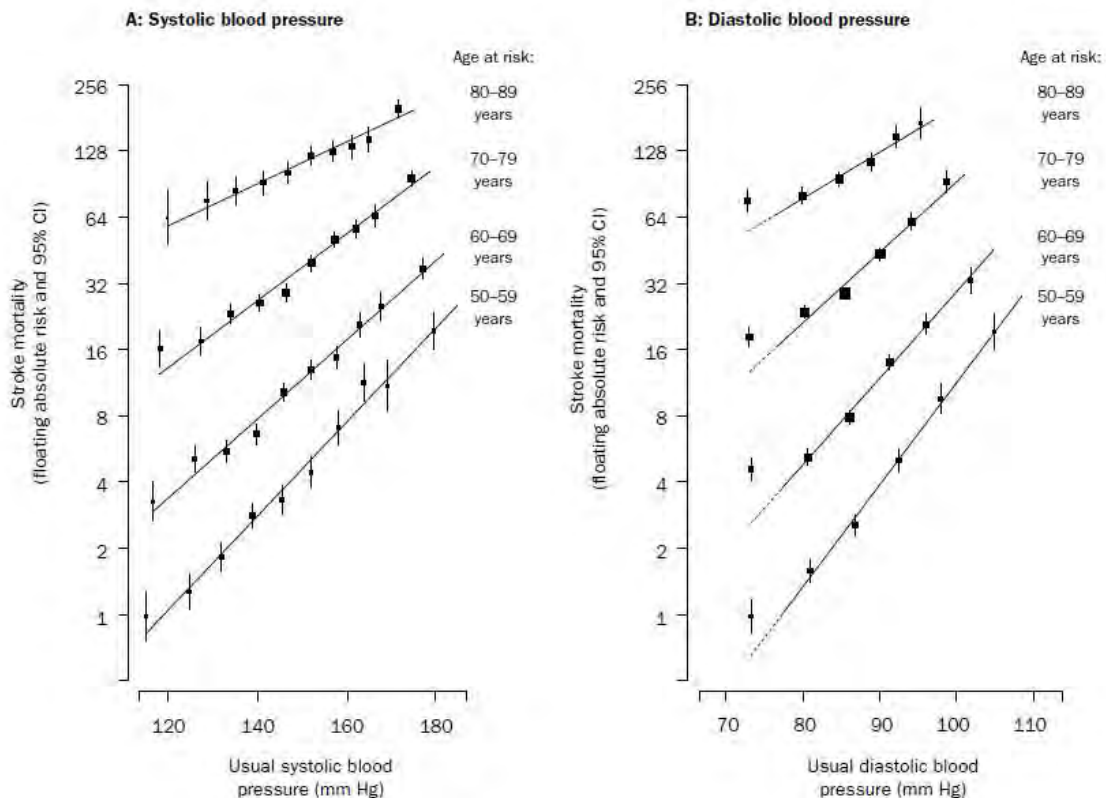 A: Systolic blood pressure
Age at risk:
256
128
64
32
16
8
4
2
1
80–89
years
70–79
years
60–69
years
50–59
years
Stroke mortality
(floating absolute risk and 95% CI)
120
140
160
180
Usual systolic blood
pressure (mm Hg)
B: Diastolic blood pressure
Age at risk:
256
128
64
32
16
8
4
2
1
80–89
years
70–79
years
60–69
years
50–59
years
Stroke mortality
(floating absolute risk and 95% CI)
70
80
90
100
110
Usual diastolic blood
pressure (mm Hg)